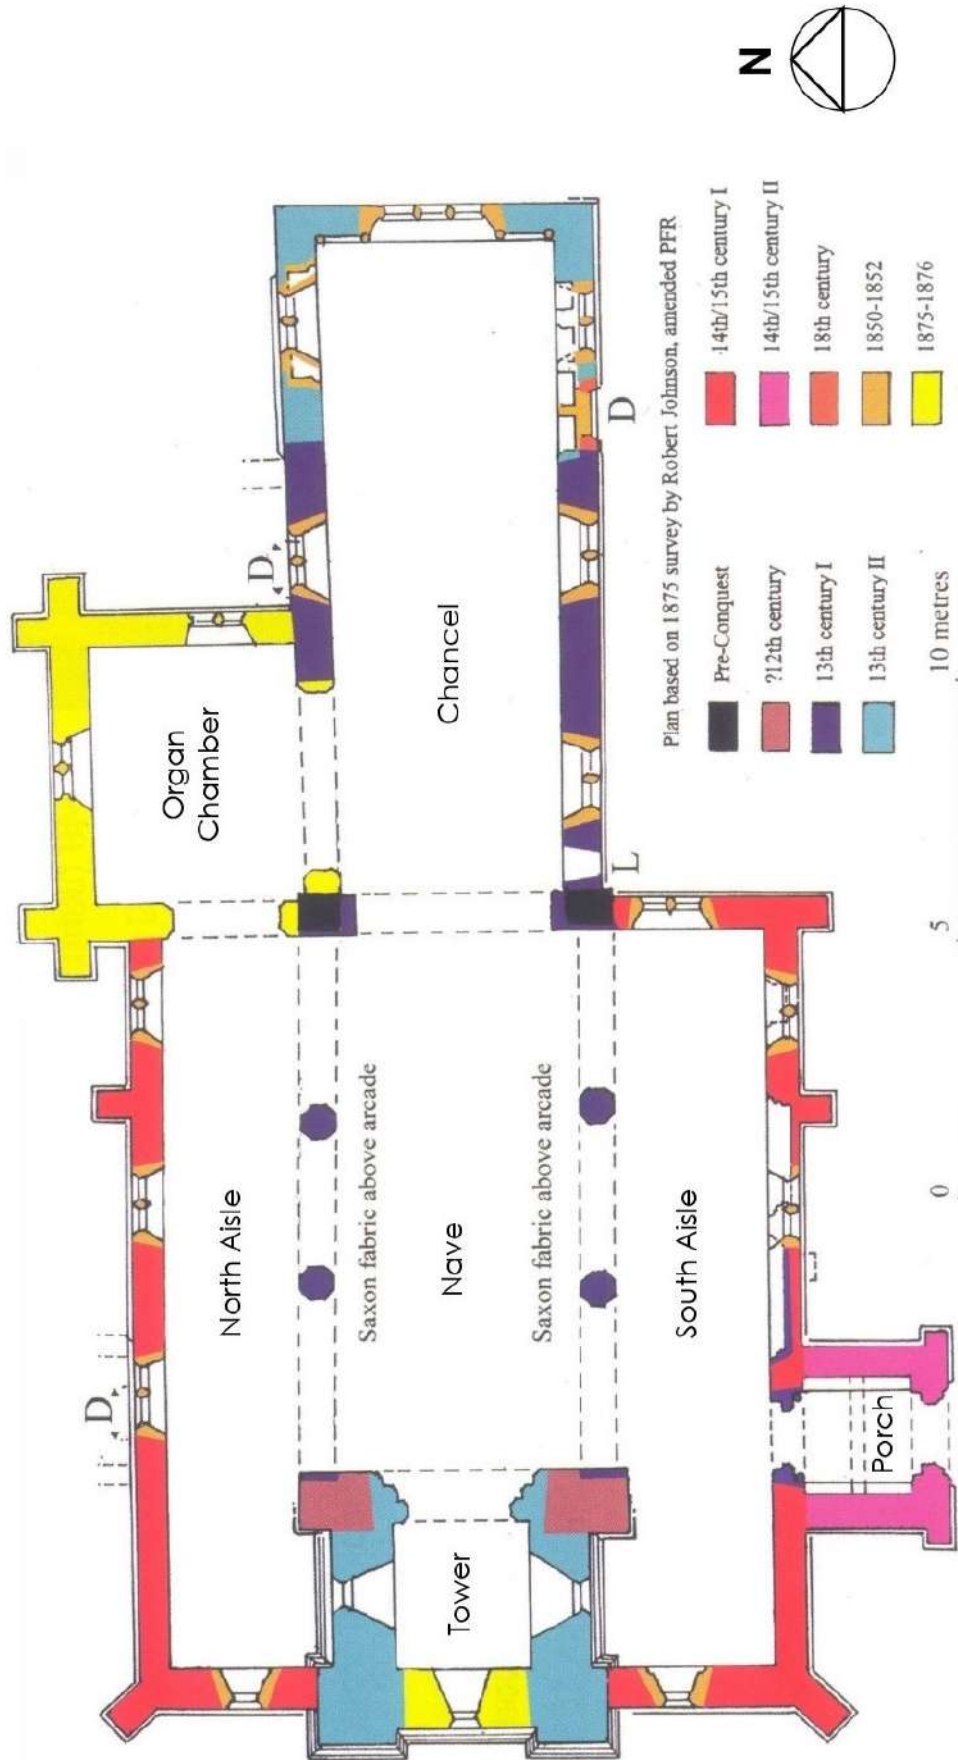 N
D
D
Organ
Chamber
Chancel
North Aisle
Saxon fabric above arcade
Nave
Saxon fabric above arcade
South Aisle
Tower
Porch
L
D
Plan based on 1875 survey by Robert Johnson, amended PFR
Pre-Conquest
?12th century
13th century I
13th century II
14th/15th century I
14th/15th century II
18th century
1850-1852
1875-1876
0
5
10 metres